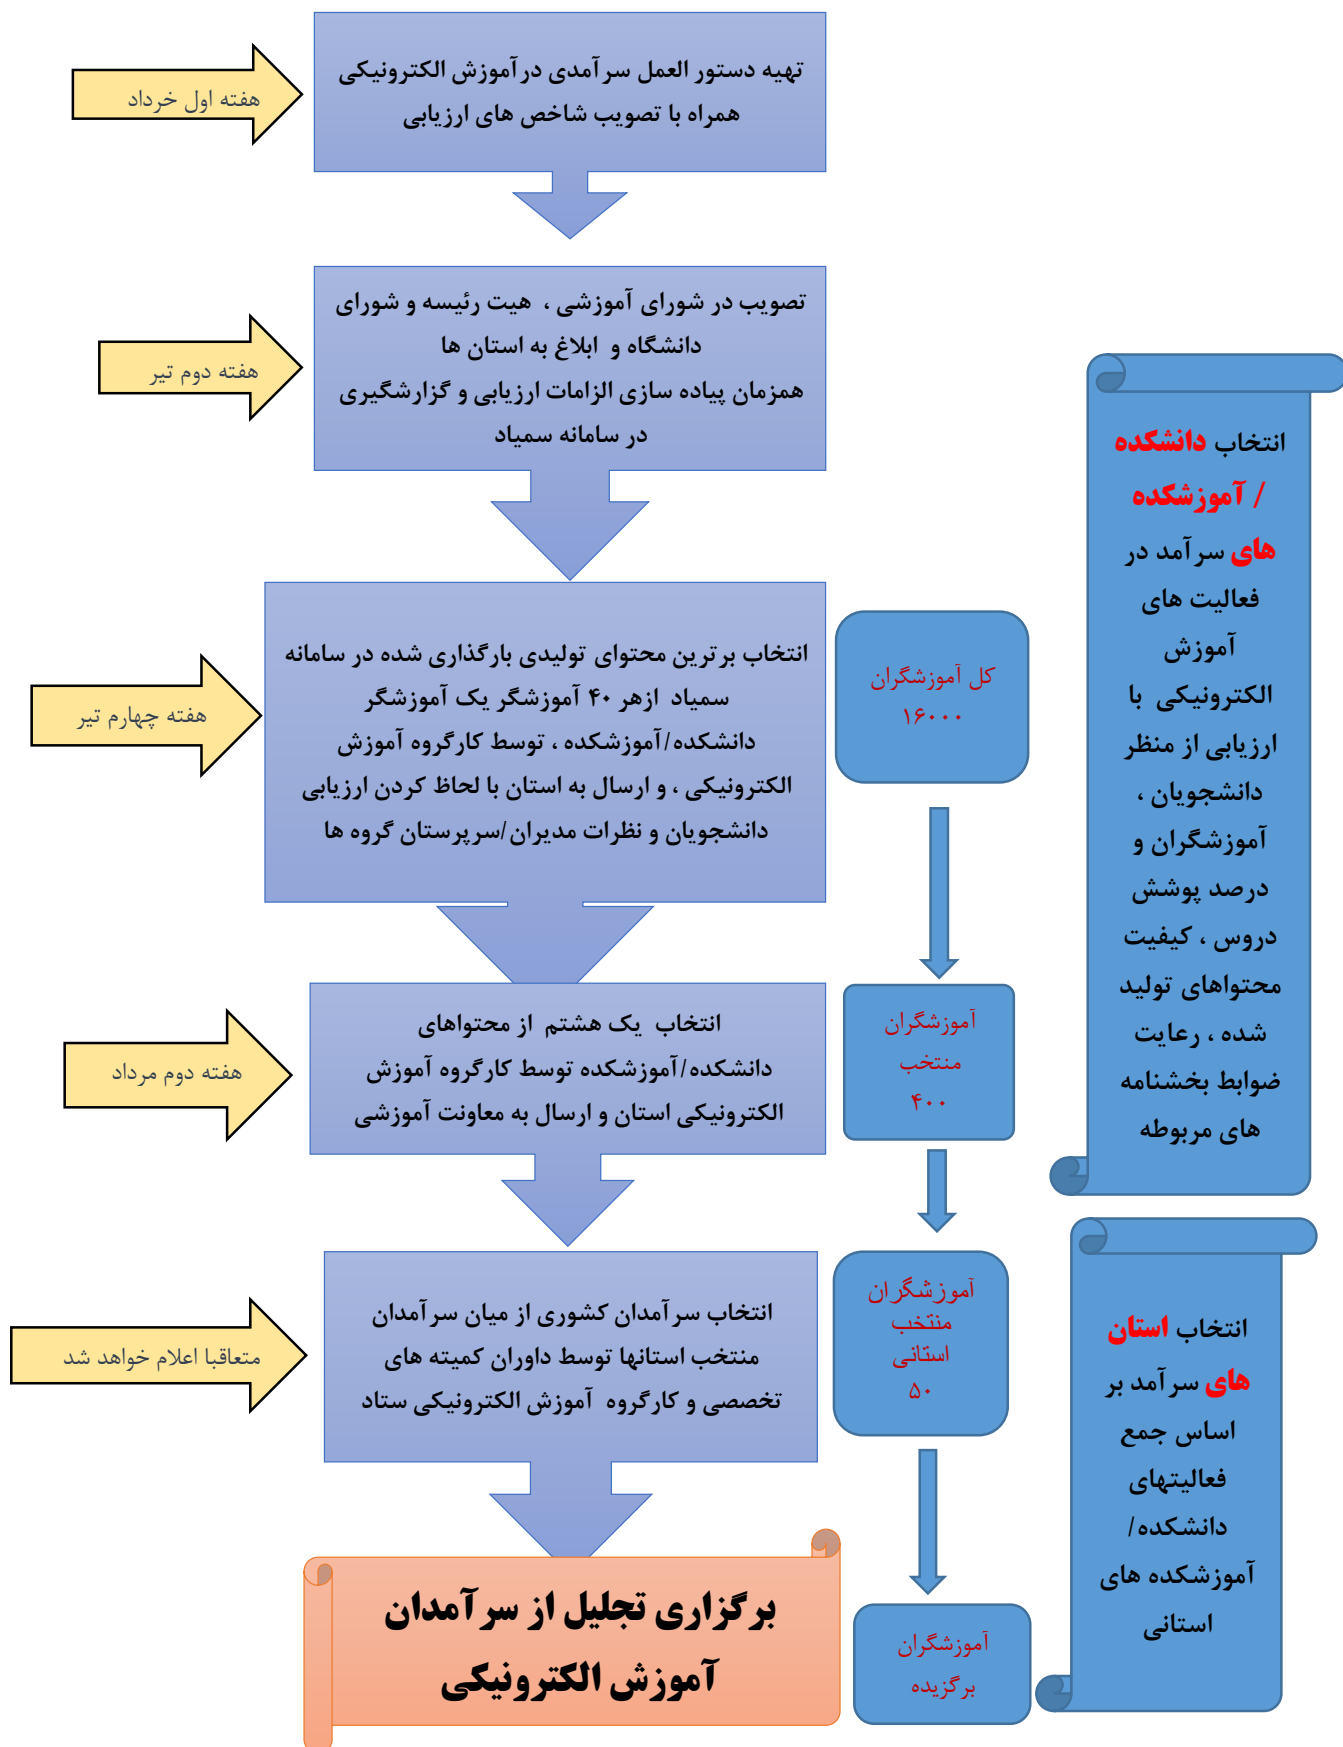 تهیه دستور العمل سرآمدی درآموزش الکترونیکی
همراه با تصویب شاخص های ارزیابی
هفته اول خرداد
تصویب در شورای آموزشی ، هیت رئیسه و شورای
دانشگاه و ابلاغ به استان ها
همزمان پیاده سازی الزامات ارزیابی و گزارشگیری
در سامانه سمیاد
هفته دوم تیر
انتخاب برترین محتوای تولیدی بارگذاری شده در سامانه
سمیاد ازهر ۴۰ آموزشگر یک آموزشگر
دانشکده/آموزشکده ، توسط کارگروه آموزش
الکترونیکی ، و ارسال به استان با لحاظ کردن ارزیابی
دانشجویان و نظرات مدیران/سرپرستان گروه ها
هفته چهارم تیر
انتخاب یک هشتم از محتواهای
دانشکده/آموزشکده توسط کارگروه آموزش
الکترونیکی استان و ارسال به معاونت آموزشی
هفته دوم مرداد
انتخاب سرآمدان کشوری از میان سرآمدان
منتخب استانها توسط داوران کمیته های
تخصصی و کارگروه آموزش الکترونیکی ستاد
متعاقبا اعلام خواهد شد
برگزاری تجلیل از سرآمدان
آموزش الکترونیکی
کل آموزشگران
۱۶۰۰۰
آموزشگران
منتخب
۴۰۰
آموزشگران
منتخب
استانی
۵۰
آموزشگران
برگزیده
انتخاب دانشکده
/ آموزشکده
های سرآمد در
فعالیت های
آموزش
الکترونیکی با
ارزیابی از منظر
دانشجویان ،
آموزشگران و
درصد پوشش
دروس ، کیفیت
محتواهای تولید
شده ، رعایت
ضوابط بخشنامه
های مربوطه
انتخاب استان
های سرآمد بر
اساس جمع
فعالیتهای
دانشکده/
آموزشکده های
استانی